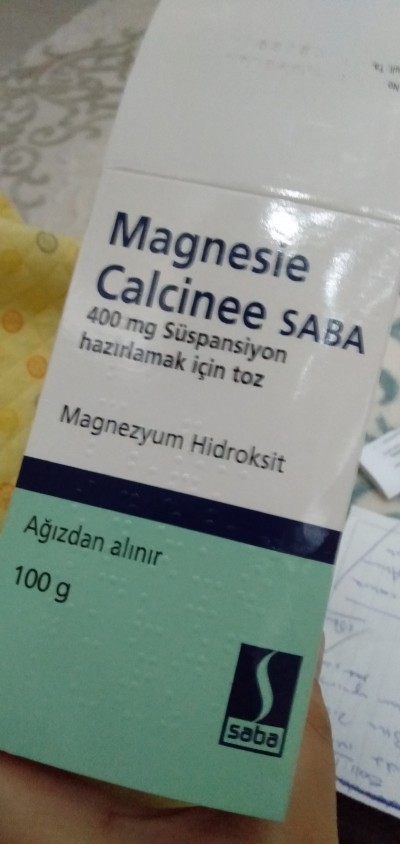 Magnesie
Calcinee SABA
400 mg Süspansiyon
hazırlamak için toz
Magnezyum Hidroksit
Ağızdan alınır
100 g
saba